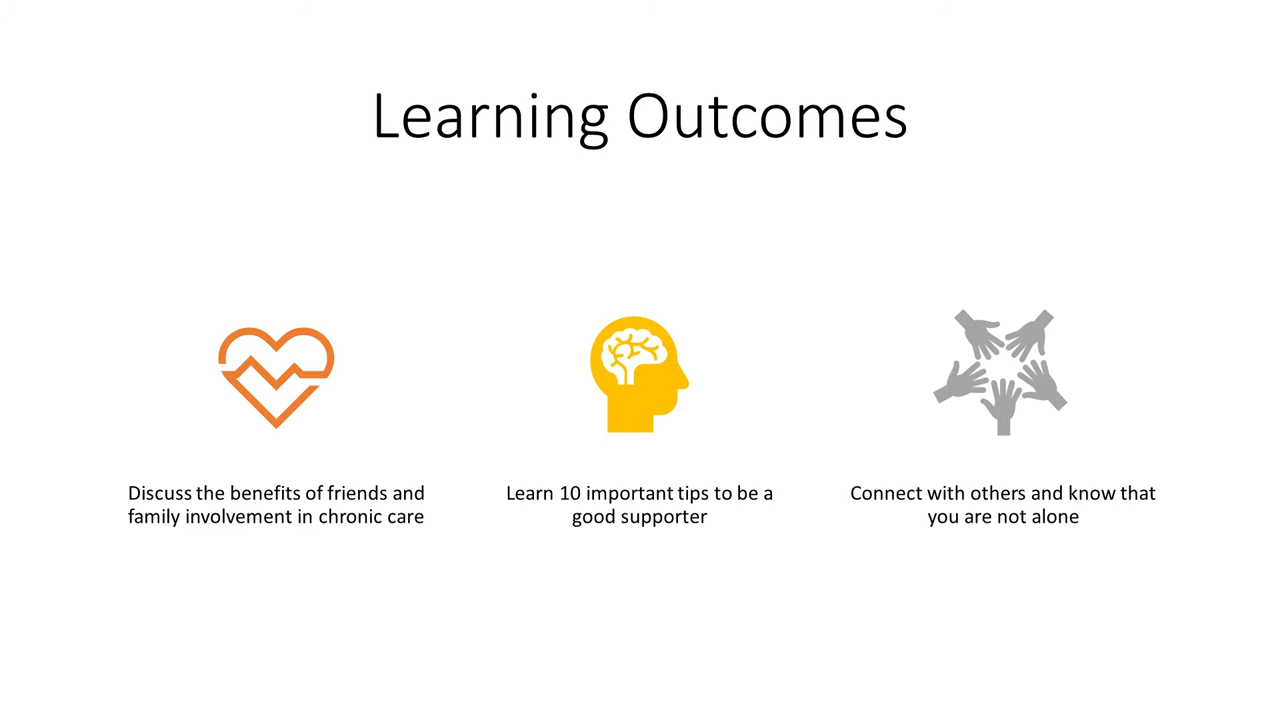 Learning Outcomes
Discuss the benefits of friends and
family involvement in chronic care
Learn 10 important tips to be a
good supporter
Connect with others and know that
you are not alone